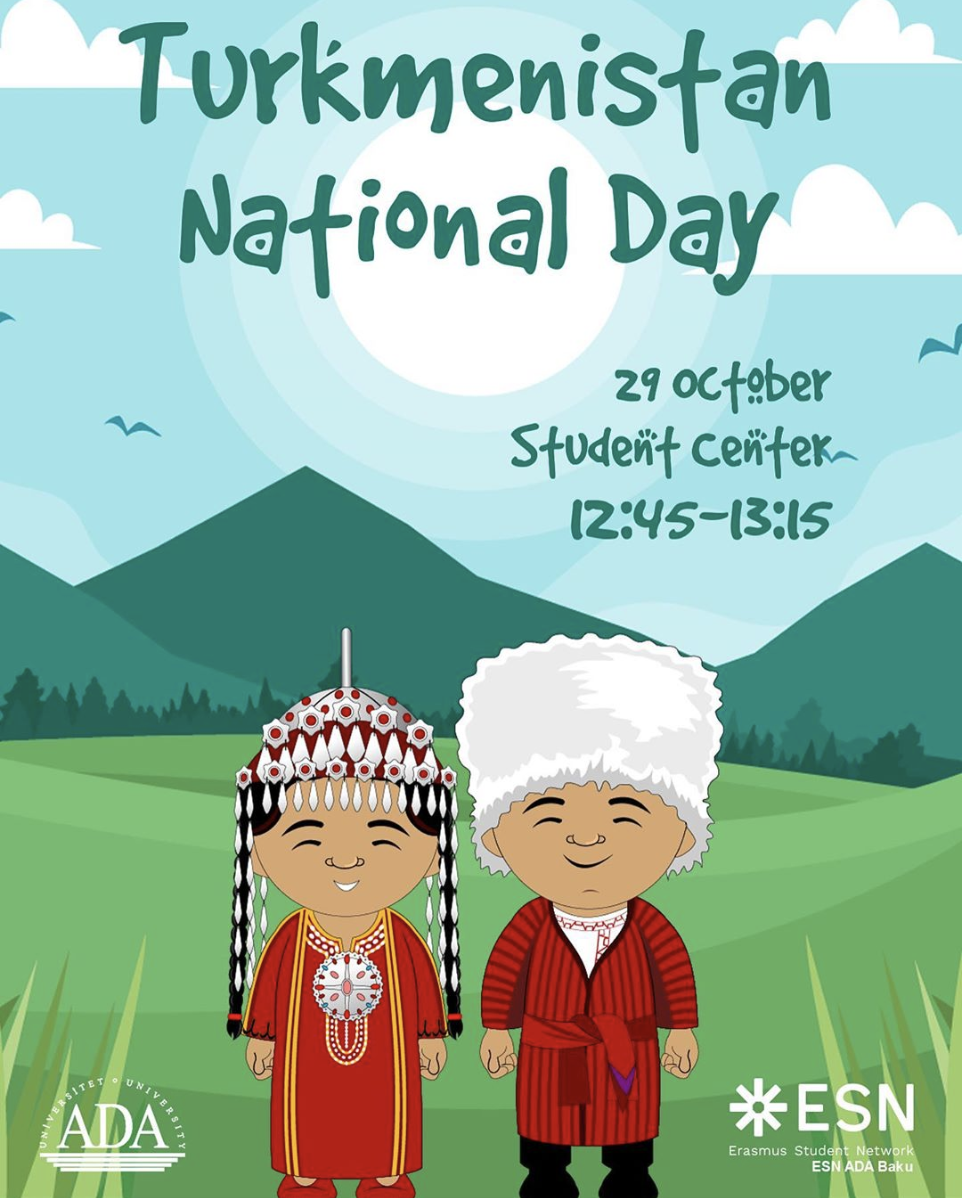 Turkmenistan
National Day
29 October
Student Center
12:45-13:15
UNIVERSITET o UNIVERSITY
ADA
ESN
Erasmus Student Network
ESN ADA Baku